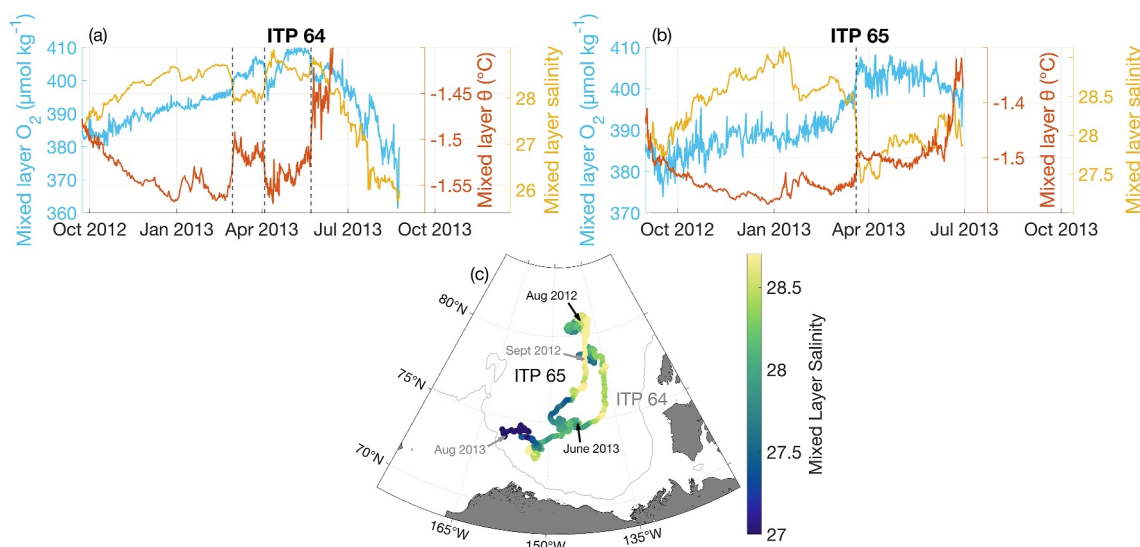 (a) ITP 64
Mixed layer O2 (µmol kg-1)
410
400
390
380
370
360
-1.45
-1.5
-1.55
Mixed layer θ (°C)
28
27
26
Mixed layer salinity
Oct 2012 Jan 2013 Apr 2013 Jul 2013 Oct 2013
(b) ITP 65
Mixed layer O2 (µmol kg-1)
410
400
390
380
370
-1.4
-1.5
Mixed layer θ (°C)
28.5
28
27.5
Mixed layer salinity
Oct 2012 Jan 2013 Apr 2013 Jul 2013 Oct 2013
(c)
80°N
75°N
70°N
165°W
150°W
135°W
Aug 2012
Sept 2012
ITP 65
ITP 64
Aug 2013
June 2013
28.5
28
27.5
27
Mixed Layer Salinity